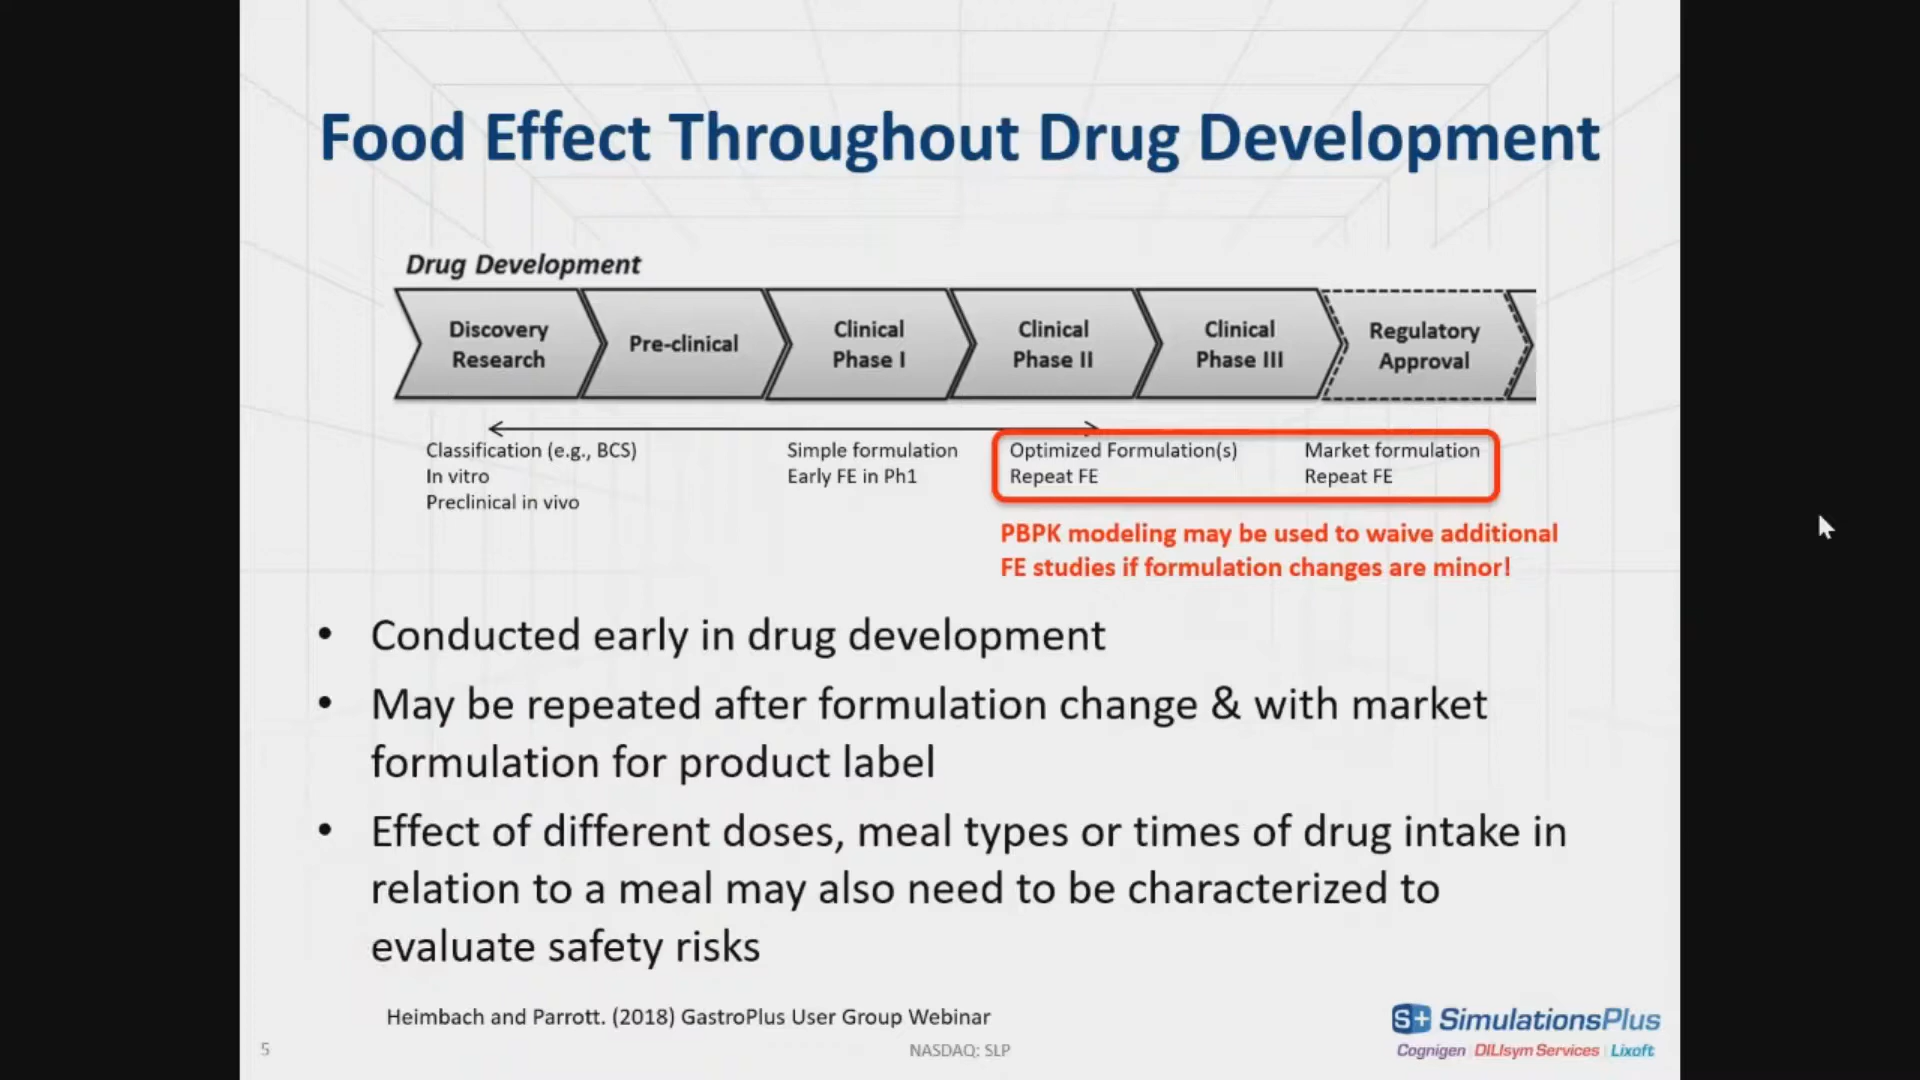 Food Effect Throughout Drug Development
Drug Development
Discovery
Research
Pre-clinical
Clinical
Phase I
Clinical
Phase II
Clinical
Phase III
Regulatory
Approval
Classification (e.g., BCS)
In vitro
Preclinical in vivo
Simple formulation
Early FE in Ph1
Optimized Formulation(s)
Repeat FE
Market formulation
Repeat FE
PBPK modeling may be used to waive additional
FE studies if formulation changes are minor!
• Conducted early in drug development
• May be repeated after formulation change & with market
formulation for product label
• Effect of different doses, meal types or times of drug intake in
relation to a meal may also need to be characterized to
evaluate safety risks
Heimbach and Parrott. (2018) GastroPlus User Group Webinar
5
NASDAQ: SLP
S+ SimulationsPlus
Cognigen | DILIsym Services | Lixoft